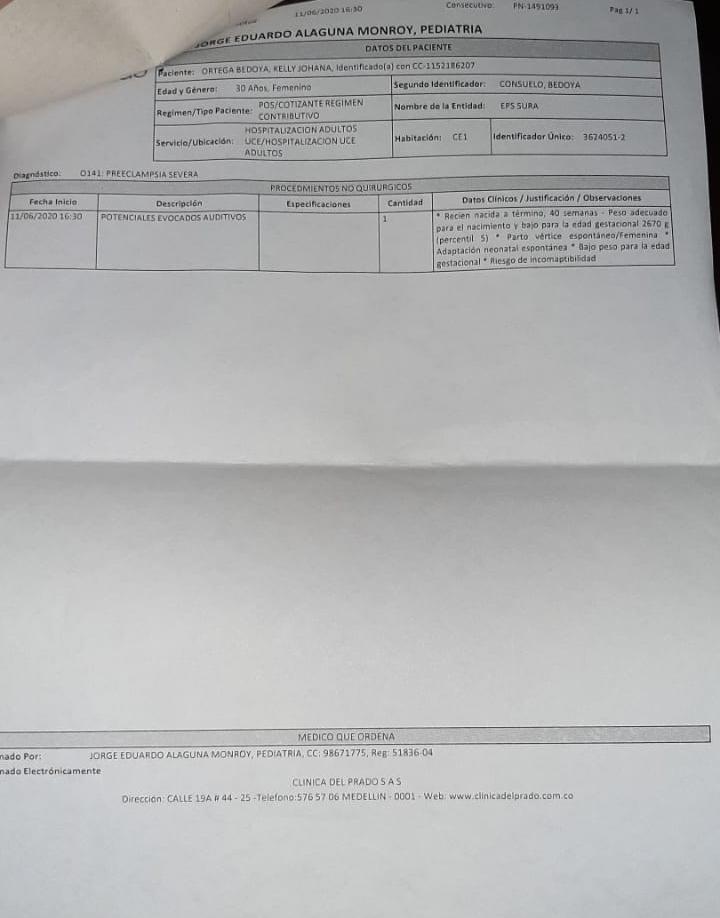 11/06/2020 16:30 Consecutivo: PN-1491093 Pag 1/ 1
JORGE EDUARDO ALAGUNA MONROY, PEDIATRIA
DATOS DEL PACIENTE
Paciente: ORTEGA BEDOYA, KELLY JOHANA, Identificado(a) con CC-1152186207
Edad y Género: 30 Años, Femenino Segundo Identificador: CONSUELO, BEDOYA
Regimen/Tipo Paciente: POS/COTIZANTE REGIMEN CONTRIBUTIVO Nombre de la Entidad: EPS SURA
Servicio/Ubicación: HOSPITALIZACION ADULTOS UCE/HOSPITALIZACION UCE ADULTOS Habitación: CE1 Identificador Único: 3624051-2
Diagnóstico: O141: PREECLAMPSIA SEVERA
PROCEDMIENTOS NO QUIRURGICOS
Fecha Inicio Descripción Especificaciones Cantidad Datos Clínicos / Justificación / Observaciones
11/06/2020 16:30 POTENCIALES EVOCADOS AUDITIVOS 1 * Recien nacida a término, 40 semanas - Peso adecuado
para el nacimiento y bajo para la edad gestacional 2670 g
(percentil 5) * Parto vértice espontáneo/Femenina *
Adaptación neonatal espontánea * Bajo peso para la edad
gestacional * Riesgo de incomaptibilidad
MEDICO QUE ORDENA
nado Por: JORGE EDUARDO ALAGUNA MONROY, PEDIATRIA, CC: 98671775, Reg: 51836-04
nado Electrónicamente
CLINICA DEL PRADO S A S
Dirección: CALLE 19A # 44 - 25 -Telefono:576 57 06 MEDELLIN - 0001 - Web: www.clinicadelprado.com.co